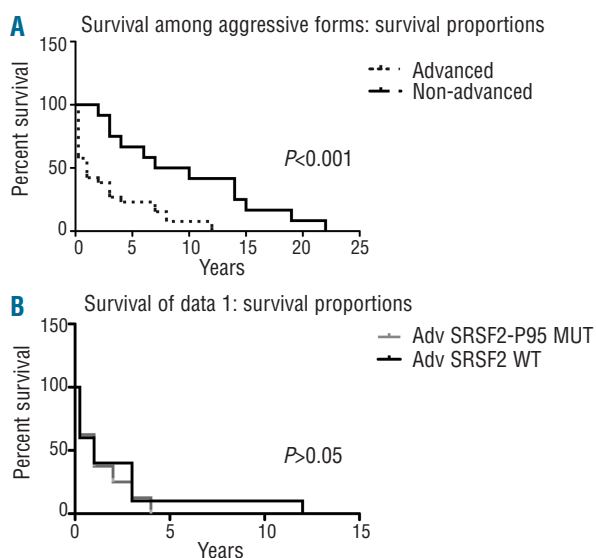 A Survival among aggressive forms: survival proportions
150
100
50
0
Percent survival
0 5 10 15 20 25
Years
Advanced
Non-advanced
P<0.001
B Survival of data 1: survival proportions
150
100
50
0
Percent survival
0 5 10 15
Years
Adv SRSF2-P95 MUT
Adv SRSF2 WT
P>0.05